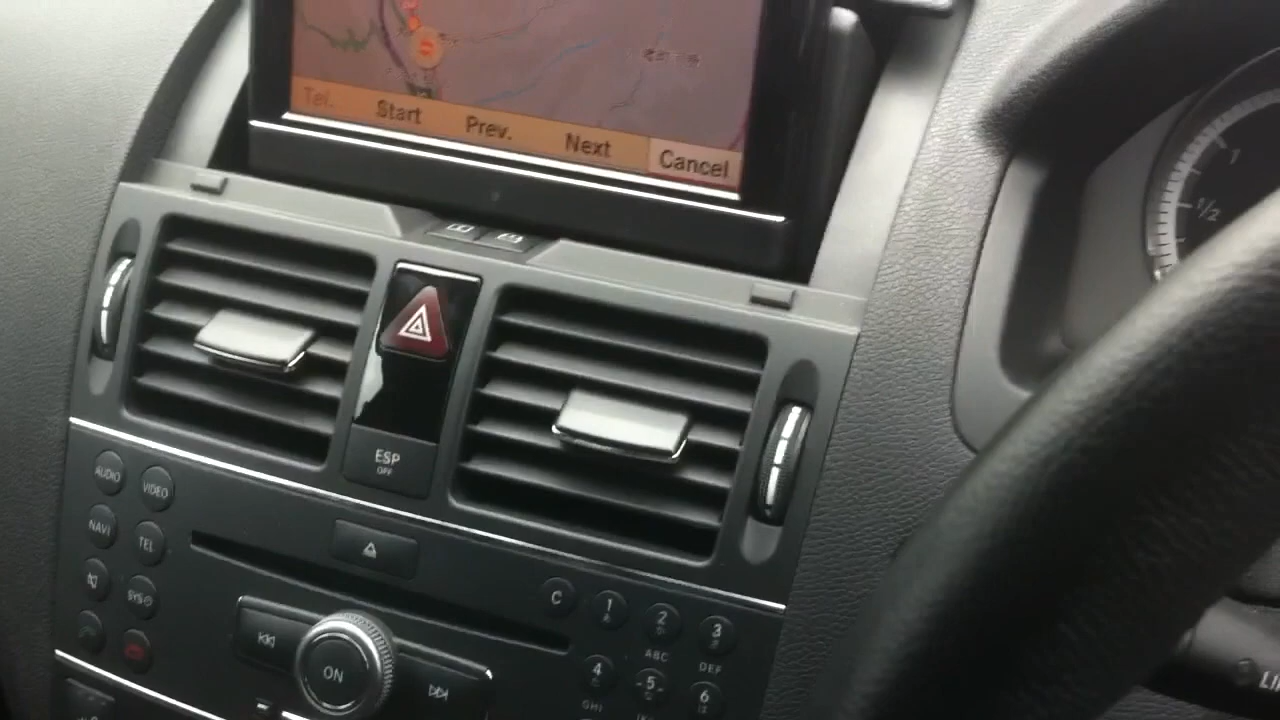 Tel. Start Prev. Next Cancel
1
1/2
ESP
OFF
AUDIO VIDEO
NAVI TEL
SYS
C 1 2 3
ABC DEF
ON
4 5 6
GHI